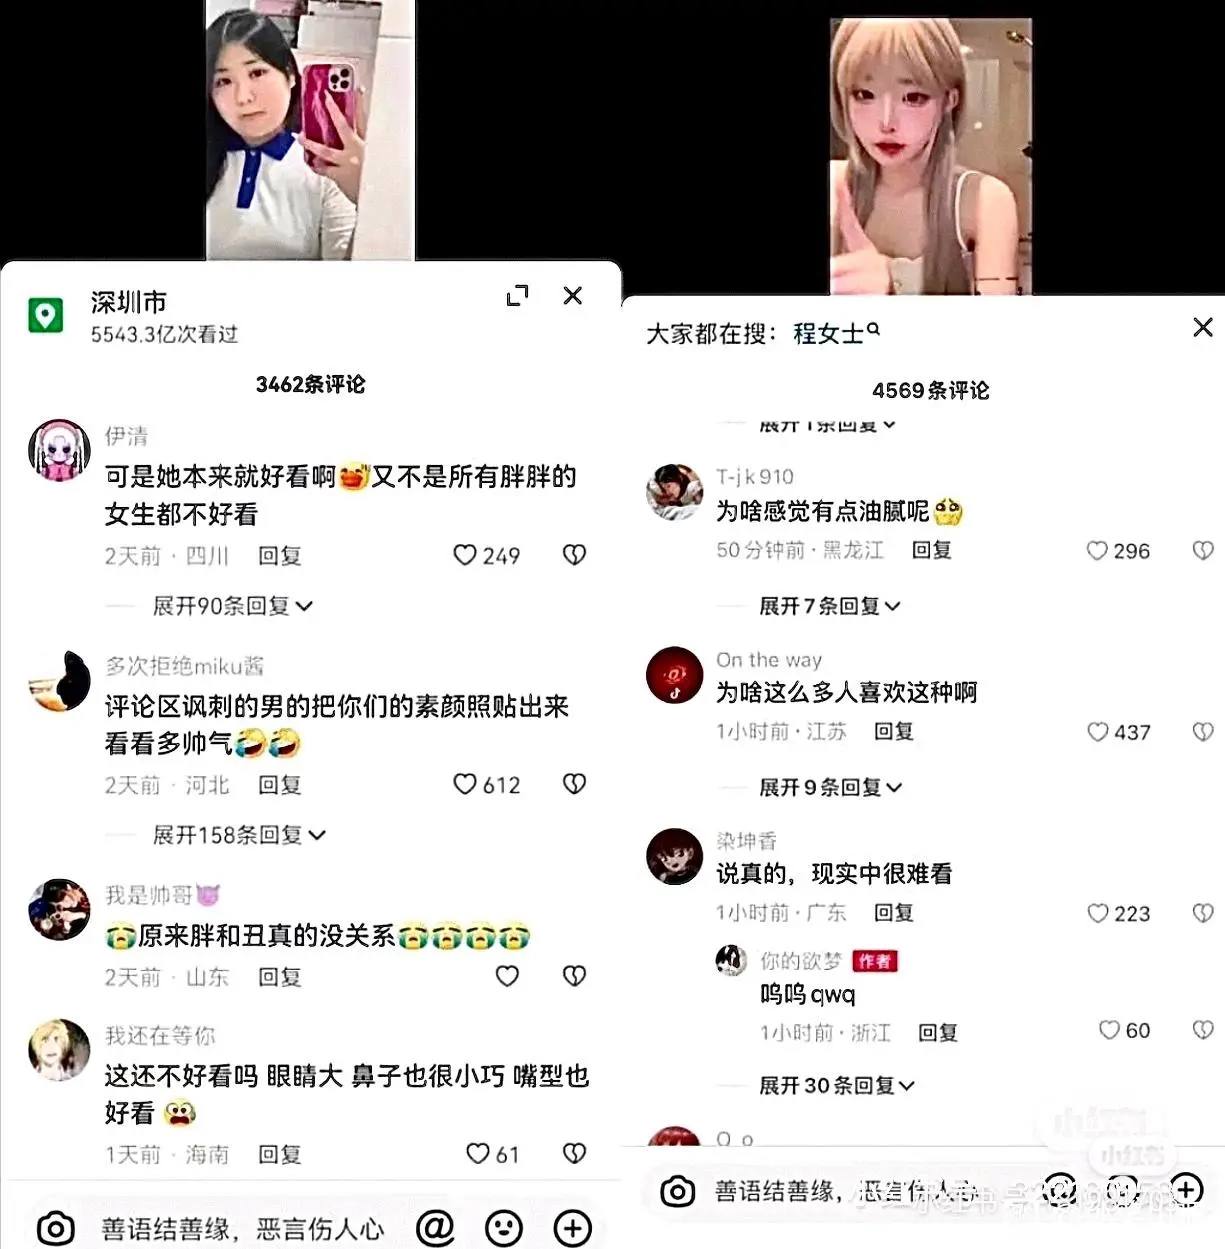 深圳市
5543.3亿次看过
3462条评论
伊清
可是她本来就好看啊又不是所有胖胖的
女生都不好看
2天前 · 四川 回复 249
展开90条回复
多次拒绝miku酱
评论区讽刺的男的把你们的素颜照贴出来
看看多帅气
2天前 · 河北 回复 612
展开158条回复
我是帅哥
原来胖和丑真的没关系
2天前 · 山东 回复
我还在等你
这还不好看吗 眼睛大 鼻子也很小巧 嘴型也
好看
1天前 · 海南 回复 61
善语结善缘，恶言伤人心
大家都在搜：程女士
4569条评论
展开1条回复
T-jk910
为啥感觉有点油腻呢
50分钟前 · 黑龙江 回复 296
展开7条回复
On the way
为啥这么多人喜欢这种啊
1小时前 · 江苏 回复 437
展开9条回复
染坤香
说真的，现实中很难看
1小时前 · 广东 回复 223
你的欲梦 作者
呜呜qwq
1小时前 · 浙江 回复 60
展开30条回复
O_o
善语结善缘，恶言伤人心
小红书
小红书